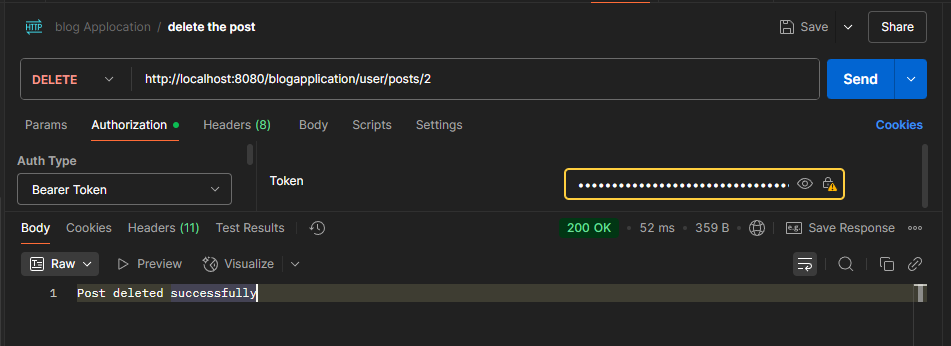 HTTP blog Applocation / delete the post Save Share
DELETE http://localhost:8080/blogapplication/user/posts/2 Send
Params Authorization Headers (8) Body Scripts Settings Cookies
Auth Type
Token
Bearer Token
Body Cookies Headers (11) Test Results 200 OK • 52 ms • 359 B e.g. Save Response
Raw Preview Visualize
1 Post deleted successfully